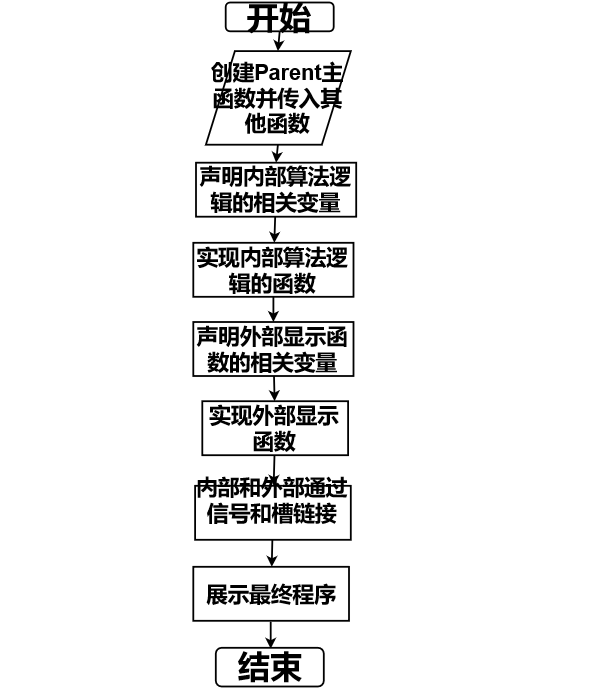 开始
创建Parent主
函数并传入其
他函数
声明内部算法逻
辑的相关变量
实现内部算法逻
辑的函数
声明外部显示函
数的相关变量
实现外部显示
函数
内部和外部通过
信号和槽链接
展示最终程序
结束